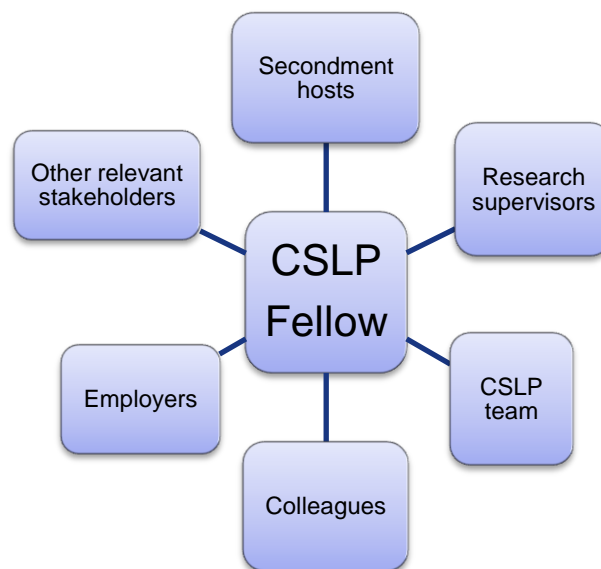 Secondment
hosts
Other relevant
stakeholders
Research
supervisors
CSLP
Fellow
Employers
CSLP
team
Colleagues